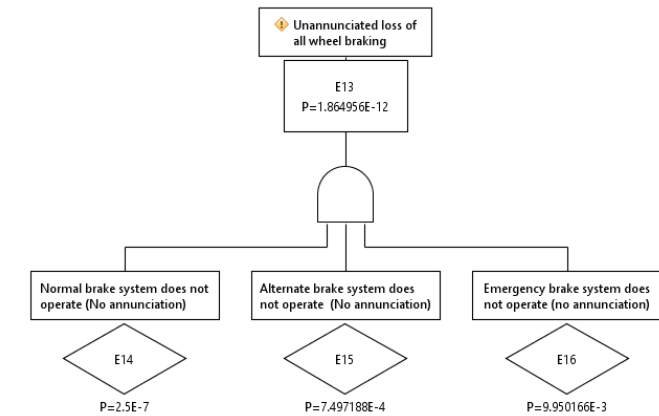 Unannunciated loss of
all wheel braking
E13
P=1.864956E-12
Normal brake system does not
operate (No annunciation)
Alternate brake system does
not operate (No annunciation)
Emergency brake system does
not operate (no annunciation)
E14
E15
E16
P=2.5E-7
P=7.497188E-4
P=9.950166E-3